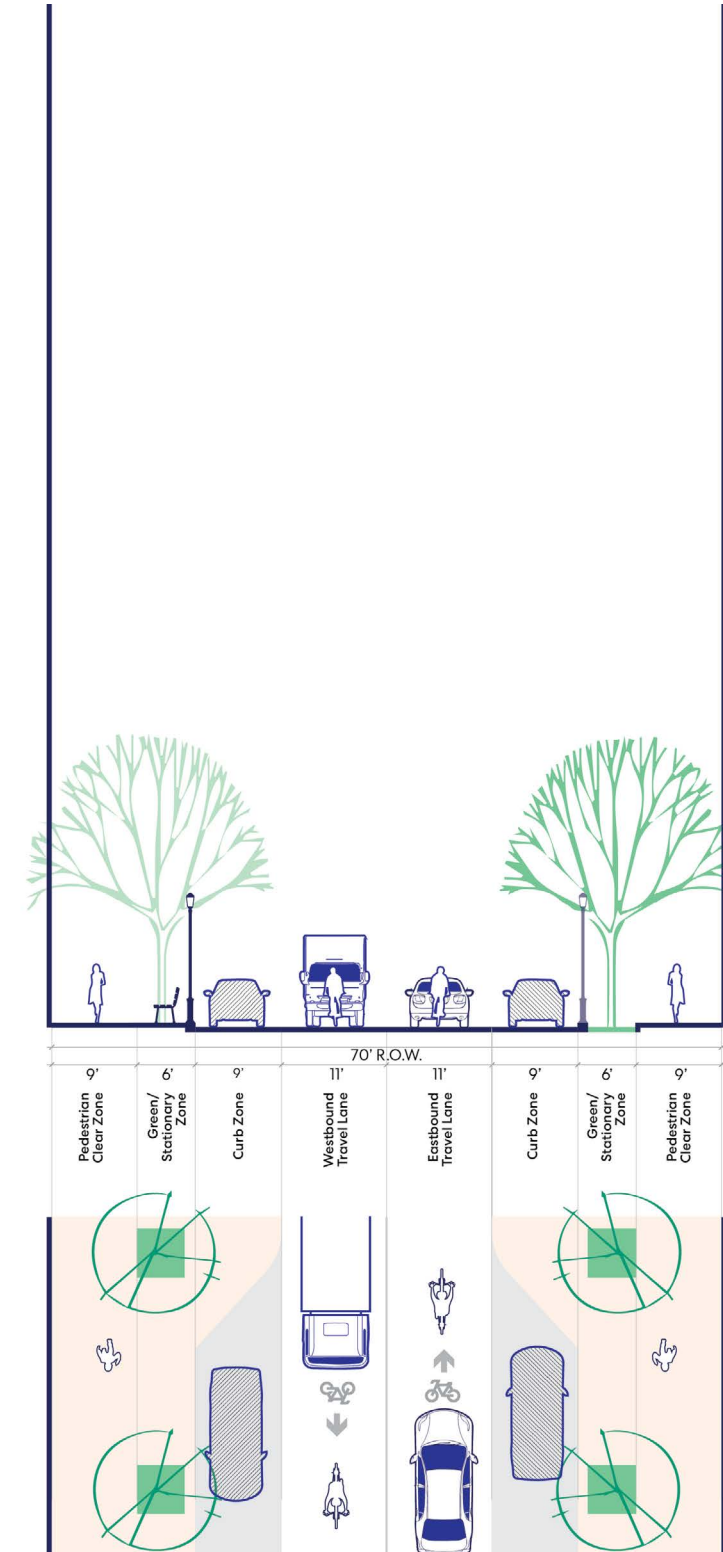 70' R.O.W.
9'
6'
9'
11'
11'
9'
6'
9'
Pedestrian
Clear Zone
Green/
Stationary
Zone
Curb Zone
Westbound
Travel Lane
Eastbound
Travel Lane
Curb Zone
Green/
Stationary
Zone
Pedestrian
Clear Zone